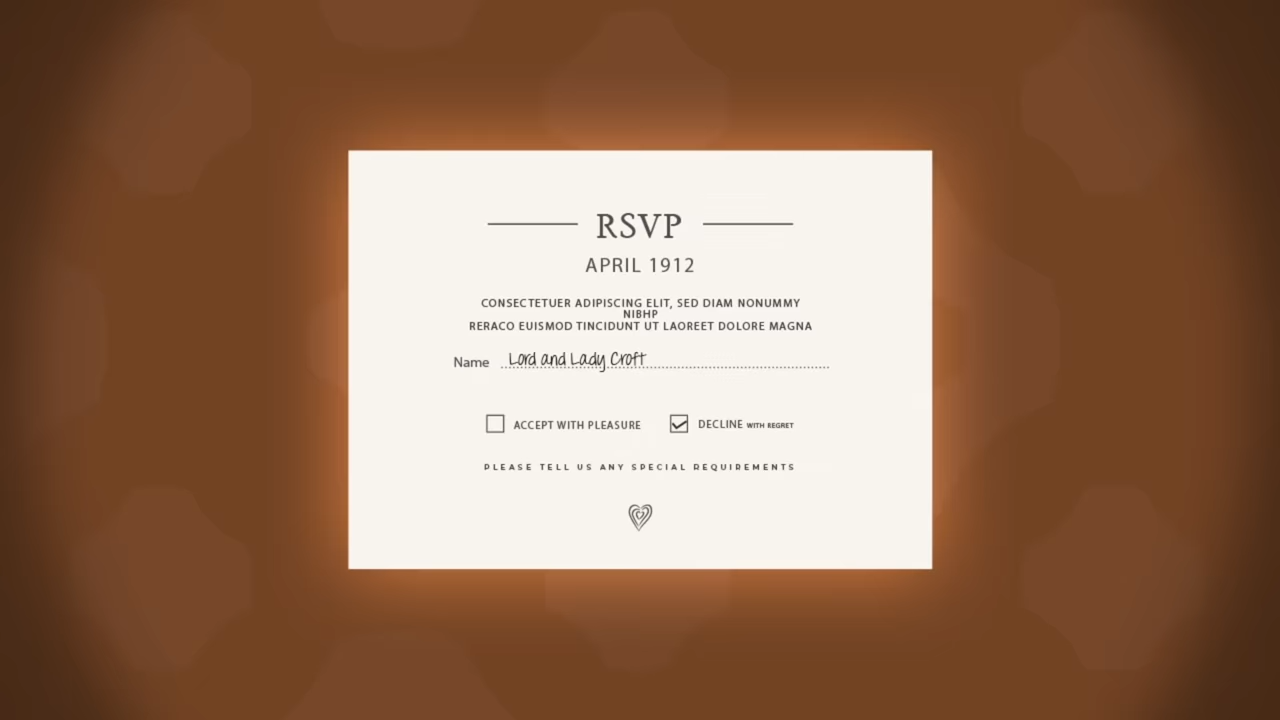 RSVP
APRIL 1912
CONSECTETUER ADIPISCING ELIT, SED DIAM NONUMMY
NIBHP
RERACO EUISMOD TINCIDUNT UT LAOREET DOLORE MAGNA
Name Lord and Lady Croft
ACCEPT WITH PLEASURE DECLINE WITH REGRET
PLEASE TELL US ANY SPECIAL REQUIREMENTS